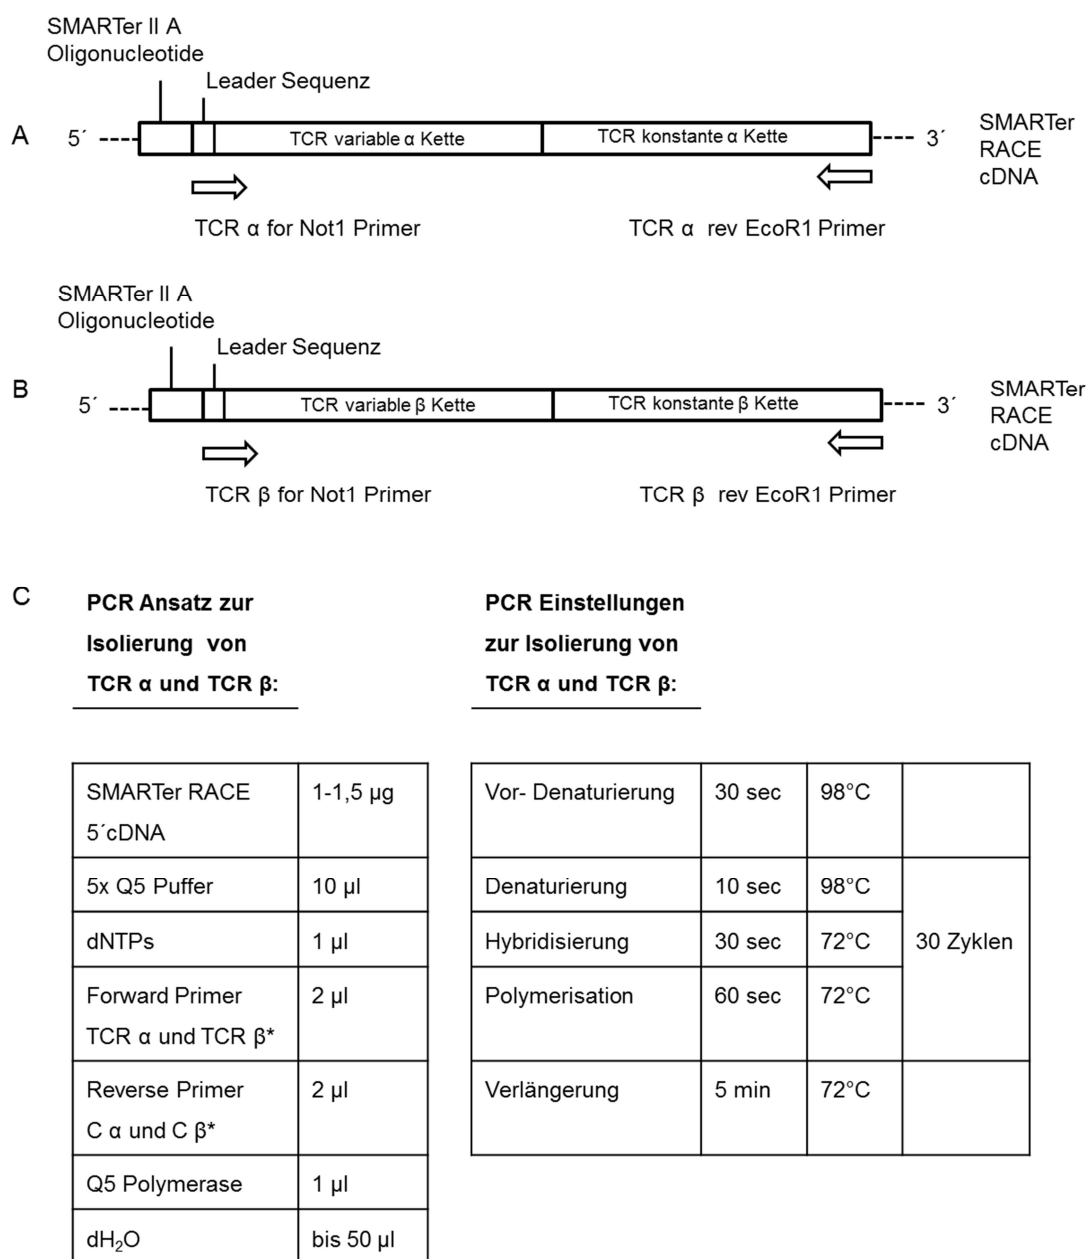 SMARTer II A
Oligonucleotide
Leader Sequenz
A
5´
TCR variable α Kette
TCR konstante α Kette
3´
SMARTer
RACE
cDNA
TCR α for Not1 Primer
TCR α rev EcoR1 Primer
SMARTer II A
Oligonucleotide
Leader Sequenz
B
5´
TCR variable β Kette
TCR konstante β Kette
3´
SMARTer
RACE
cDNA
TCR β for Not1 Primer
TCR β rev EcoR1 Primer
C
PCR Ansatz zur
Isolierung von
TCR α und TCR β:
PCR Einstellungen
zur Isolierung von
TCR α und TCR β:
SMARTer RACE
5´cDNA
1-1,5 µg
5x Q5 Puffer
10 µl
dNTPs
1 µl
Forward Primer
TCR α und TCR β*
2 µl
Reverse Primer
C α und C β*
2 µl
Q5 Polymerase
1 µl
dH₂O
bis 50 µl
Vor- Denaturierung
30 sec
98°C
Denaturierung
10 sec
98°C
Hybridisierung
30 sec
72°C
30 Zyklen
Polymerisation
60 sec
72°C
Verlängerung
5 min
72°C